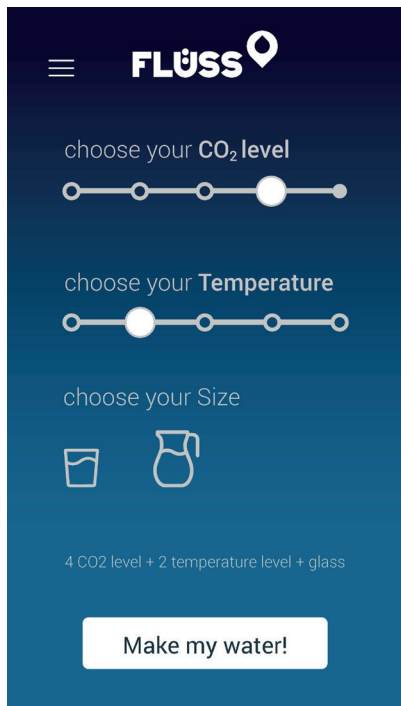 FLÜSS
choose your CO₂ level
choose your Temperature
choose your Size
4 CO2 level + 2 temperature level + glass
Make my water!